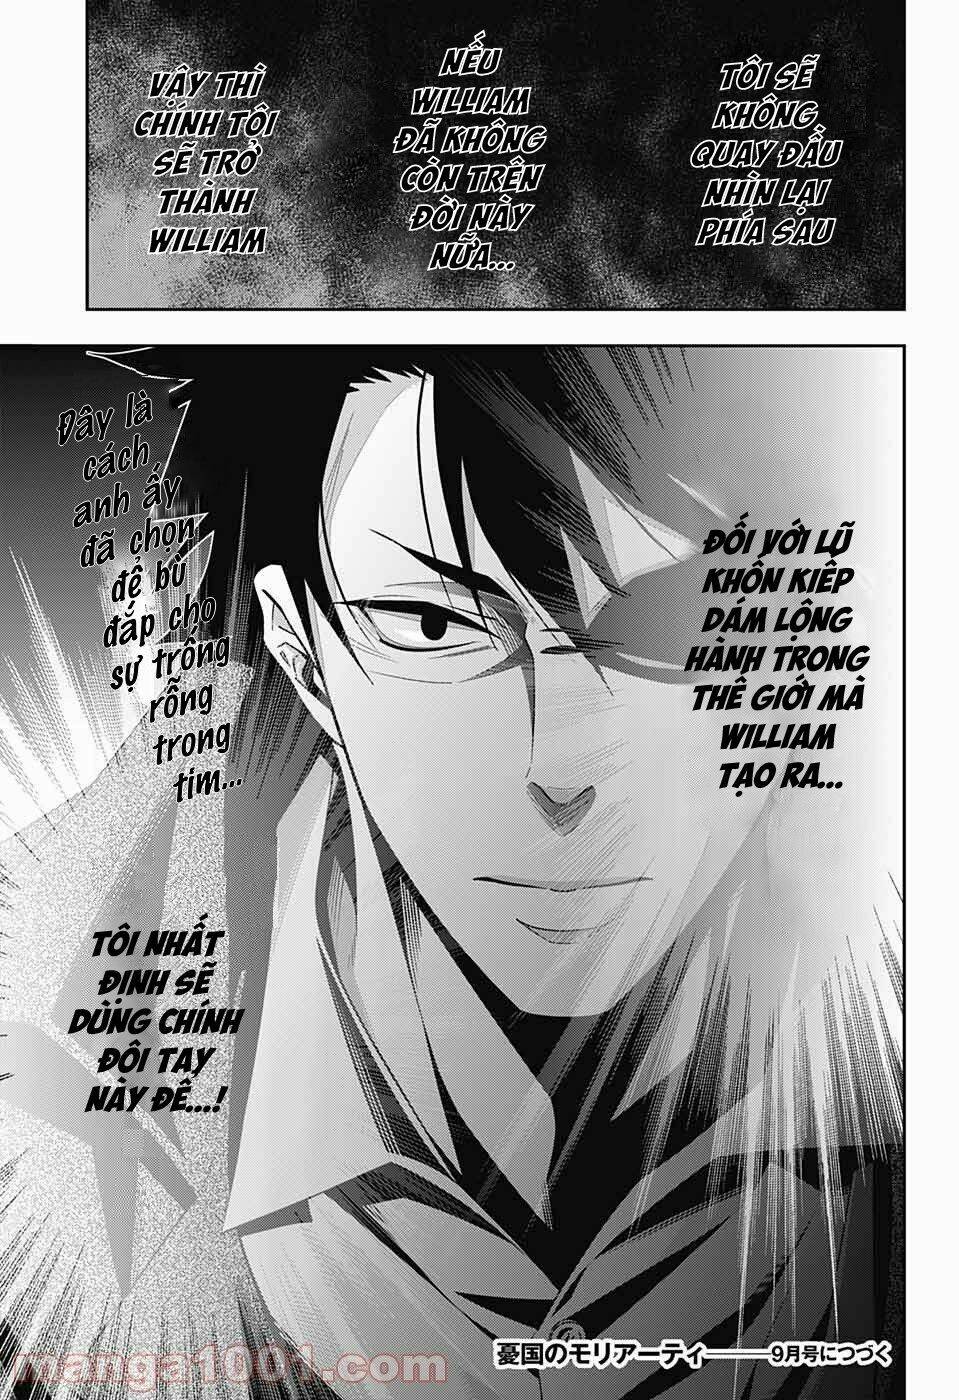 TÔI SẼ
KHÔNG
QUAY ĐẦU
NHÌN LẠI
PHÍA SAU
NẾU
WILLIAM
ĐÃ KHÔNG
CÒN TRÊN
ĐỜI NÀY
NỮA...
VẬY THÌ
CHÍNH TÔI
SẼ TRỞ
THÀNH
WILLIAM
ĐỐI VỚI LŨ
KHỐN KIẾP
DÁM LỘNG
HÀNH TRONG
THẾ GIỚI MÀ
WILLIAM
TẠO RA...
Đây là
cách
anh ấy
đã chọn
để bù
đắp cho
sự trống
rỗng
trong
tim...
TÔI NHẤT
ĐỊNH SẼ
DÙNG CHÍNH
ĐÔI TAY
NÀY ĐỂ....!
憂国のモリアーティ———9月号につづく
manga1001.com